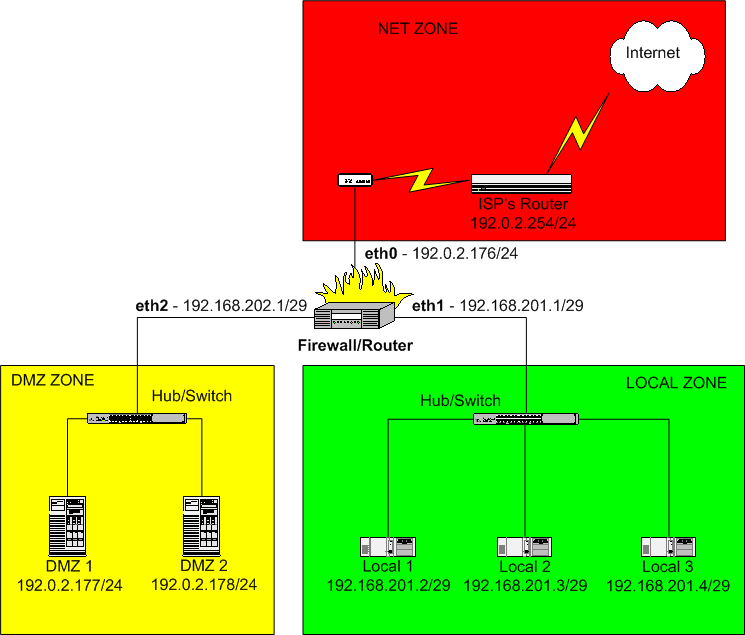 NET ZONE
Internet
ISP's Router
192.0.2.254/24
eth0 - 192.0.2.176/24
eth2 - 192.168.202.1/29
eth1 - 192.168.201.1/29
Firewall/Router
DMZ ZONE
Hub/Switch
DMZ 1
192.0.2.177/24
DMZ 2
192.0.2.178/24
LOCAL ZONE
Hub/Switch
Local 1
192.168.201.2/29
Local 2
192.168.201.3/29
Local 3
192.168.201.4/29